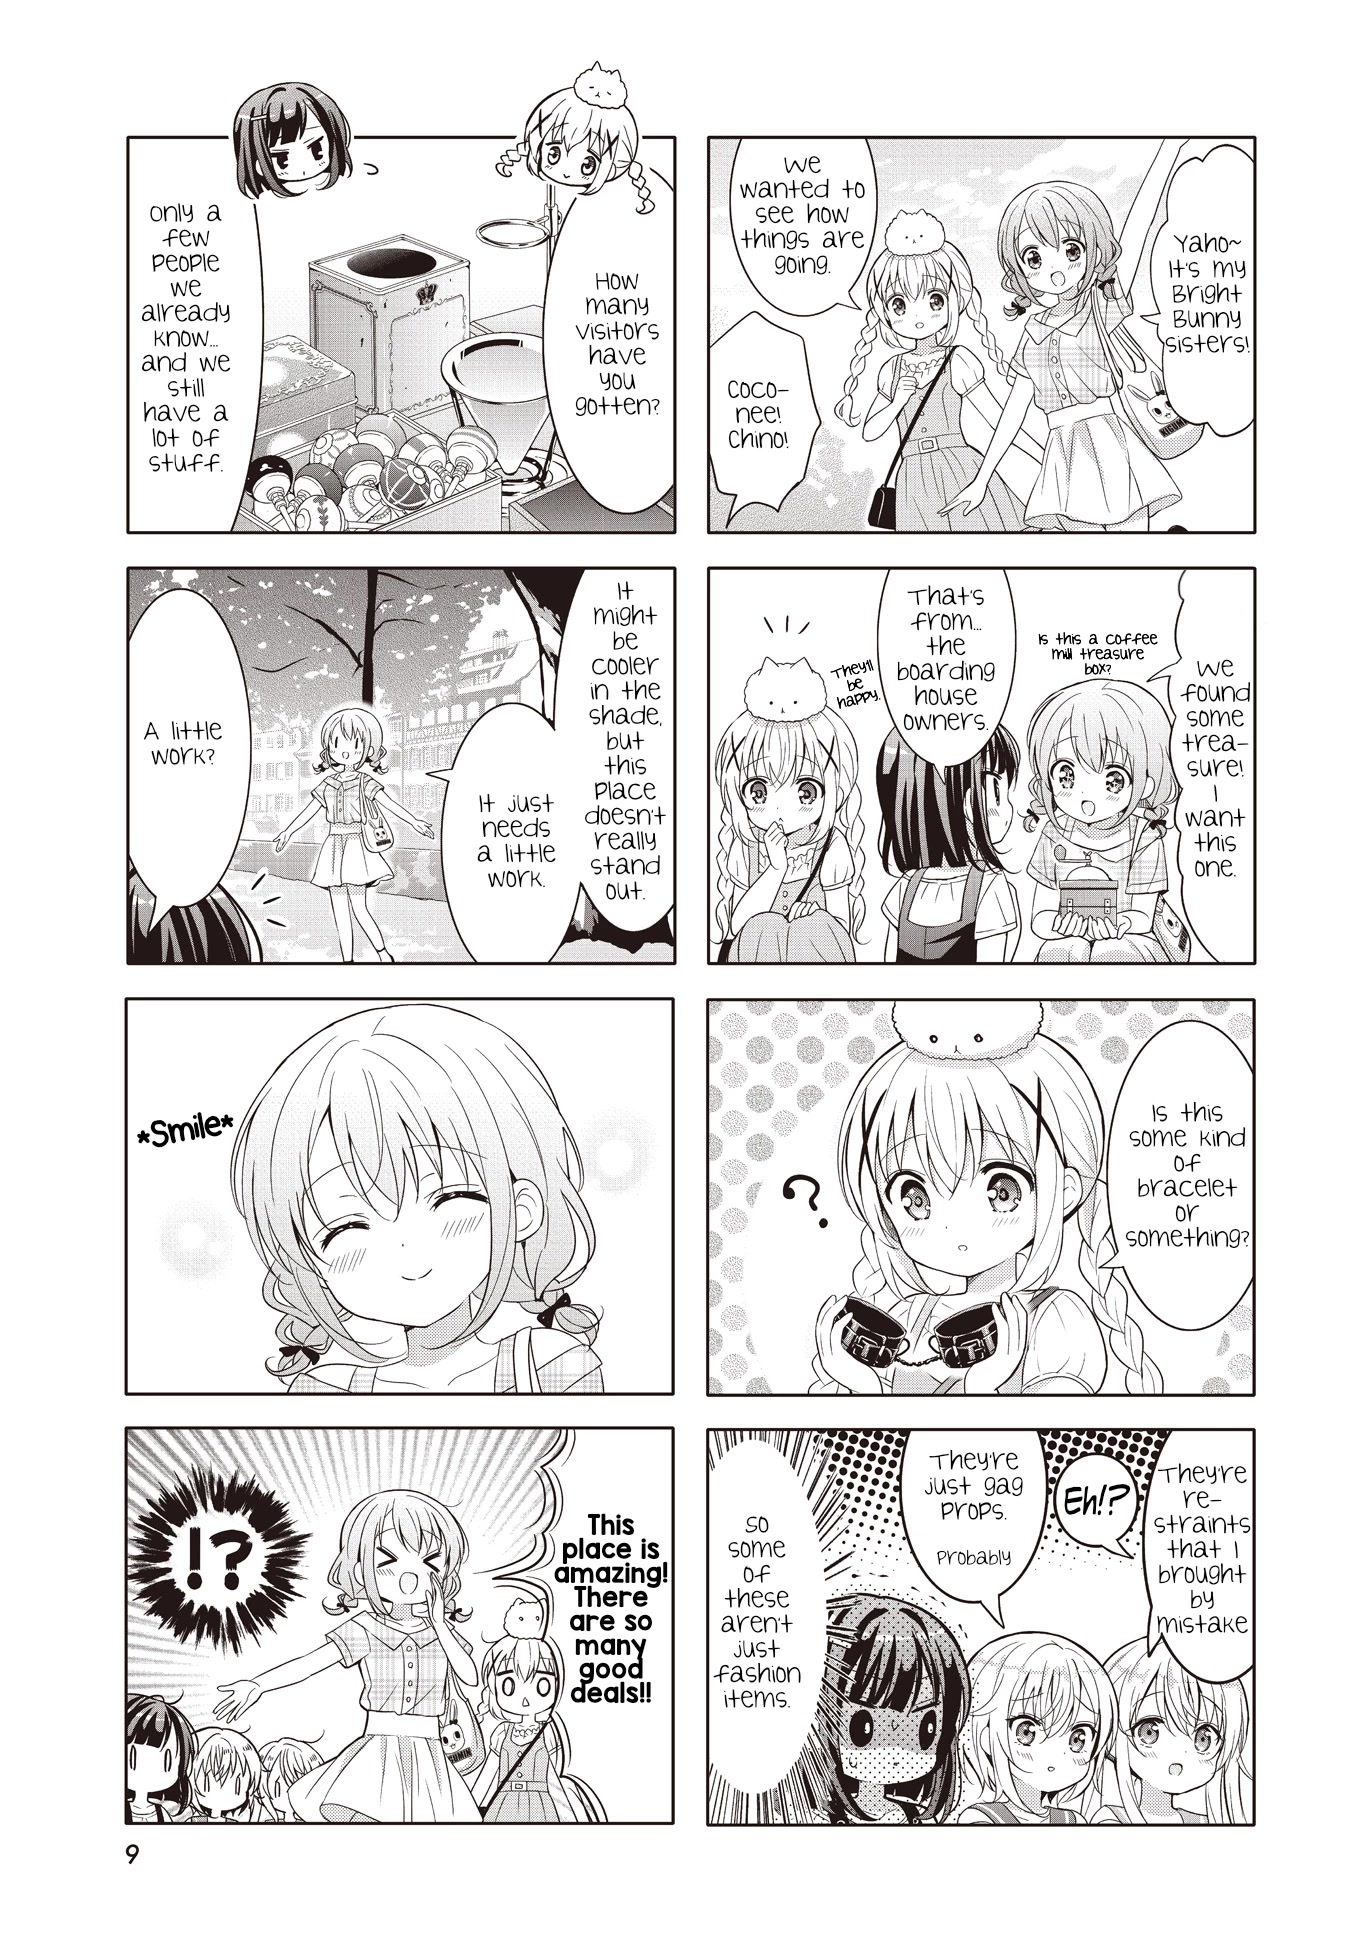 Yaho~
It's my
Bright
Bunny
sisters!
We
wanted to
see how
things are
going.
Coco-
nee!
Chino!
We
found
some
trea-
sure!
I
want
this
one.
Is this a coffee
mill treasure
box?
That's
from...
the
boarding
house
owners.
They'll
be
happy.
Is this
some kind
of
bracelet
or
something?
?
They're
re-
straints
that I
brought
by
mistake
Eh!?
They're
just gag
props.
Probably
So
some
of
these
aren't
just
fashion
items.
How
many
visitors
have
you
gotten?
Only a
few
people
we
already
know...
and we
still
have a
lot of
stuff.
It
might
be
cooler
in the
shade,
but
this
place
doesn't
really
stand
out.
It just
needs
a little
work.
A little
work?
*Smile*
This
place is
amazing!
There
are so
many
good
deals!!
!?
9